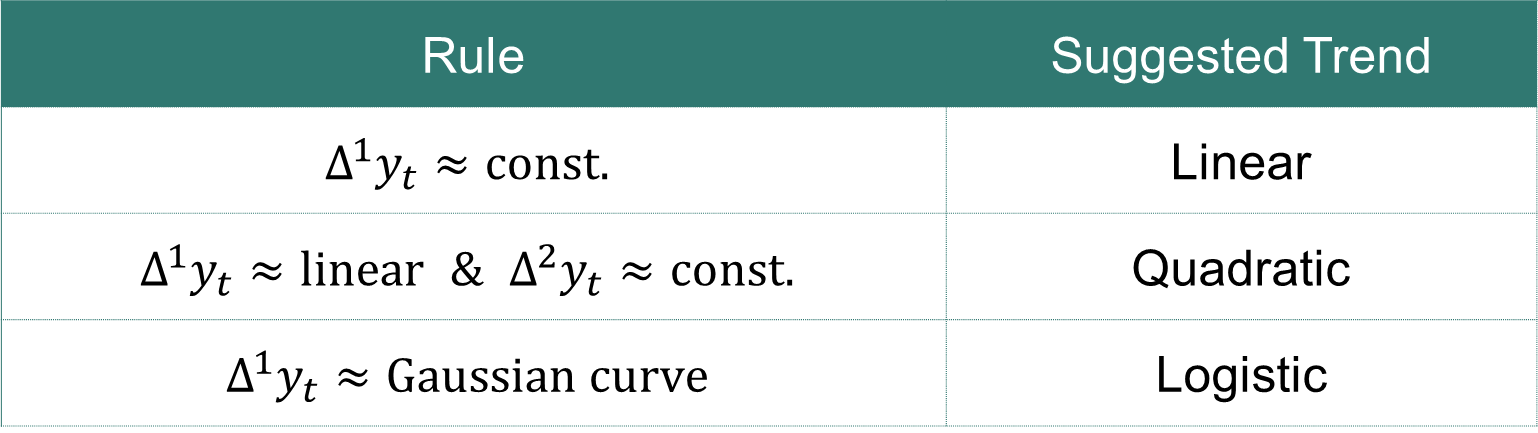 Rule Suggested Trend
Δ¹yₜ ≈ const. Linear
Δ¹yₜ ≈ linear & Δ²yₜ ≈ const. Quadratic
Δ¹yₜ ≈ Gaussian curve Logistic